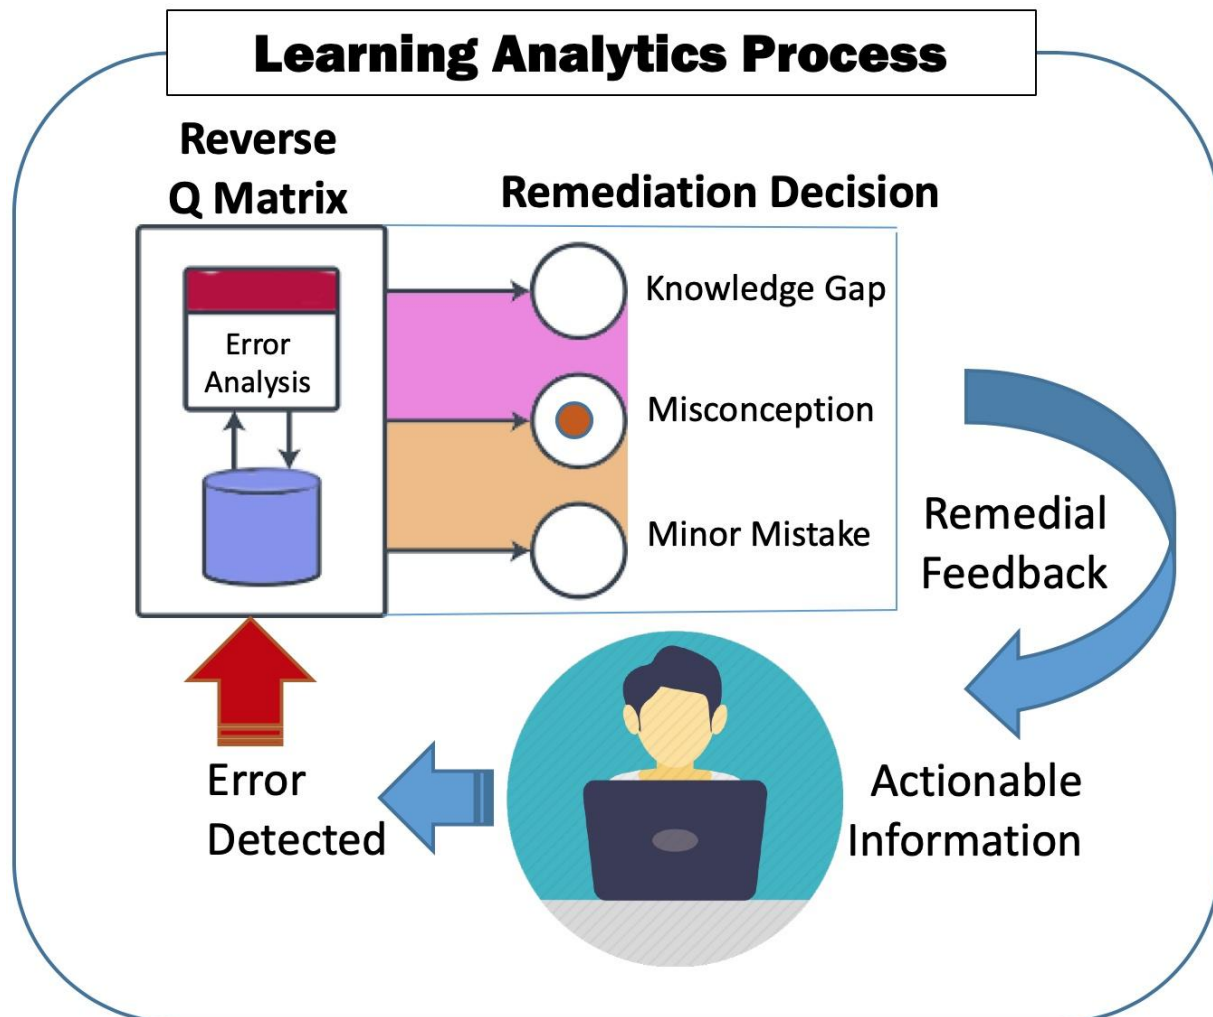 Learning Analytics Process
Reverse
Q Matrix
Remediation Decision
Error
Analysis
Knowledge Gap
Misconception
Minor Mistake
Remedial
Feedback
Error
Detected
Actionable
Information